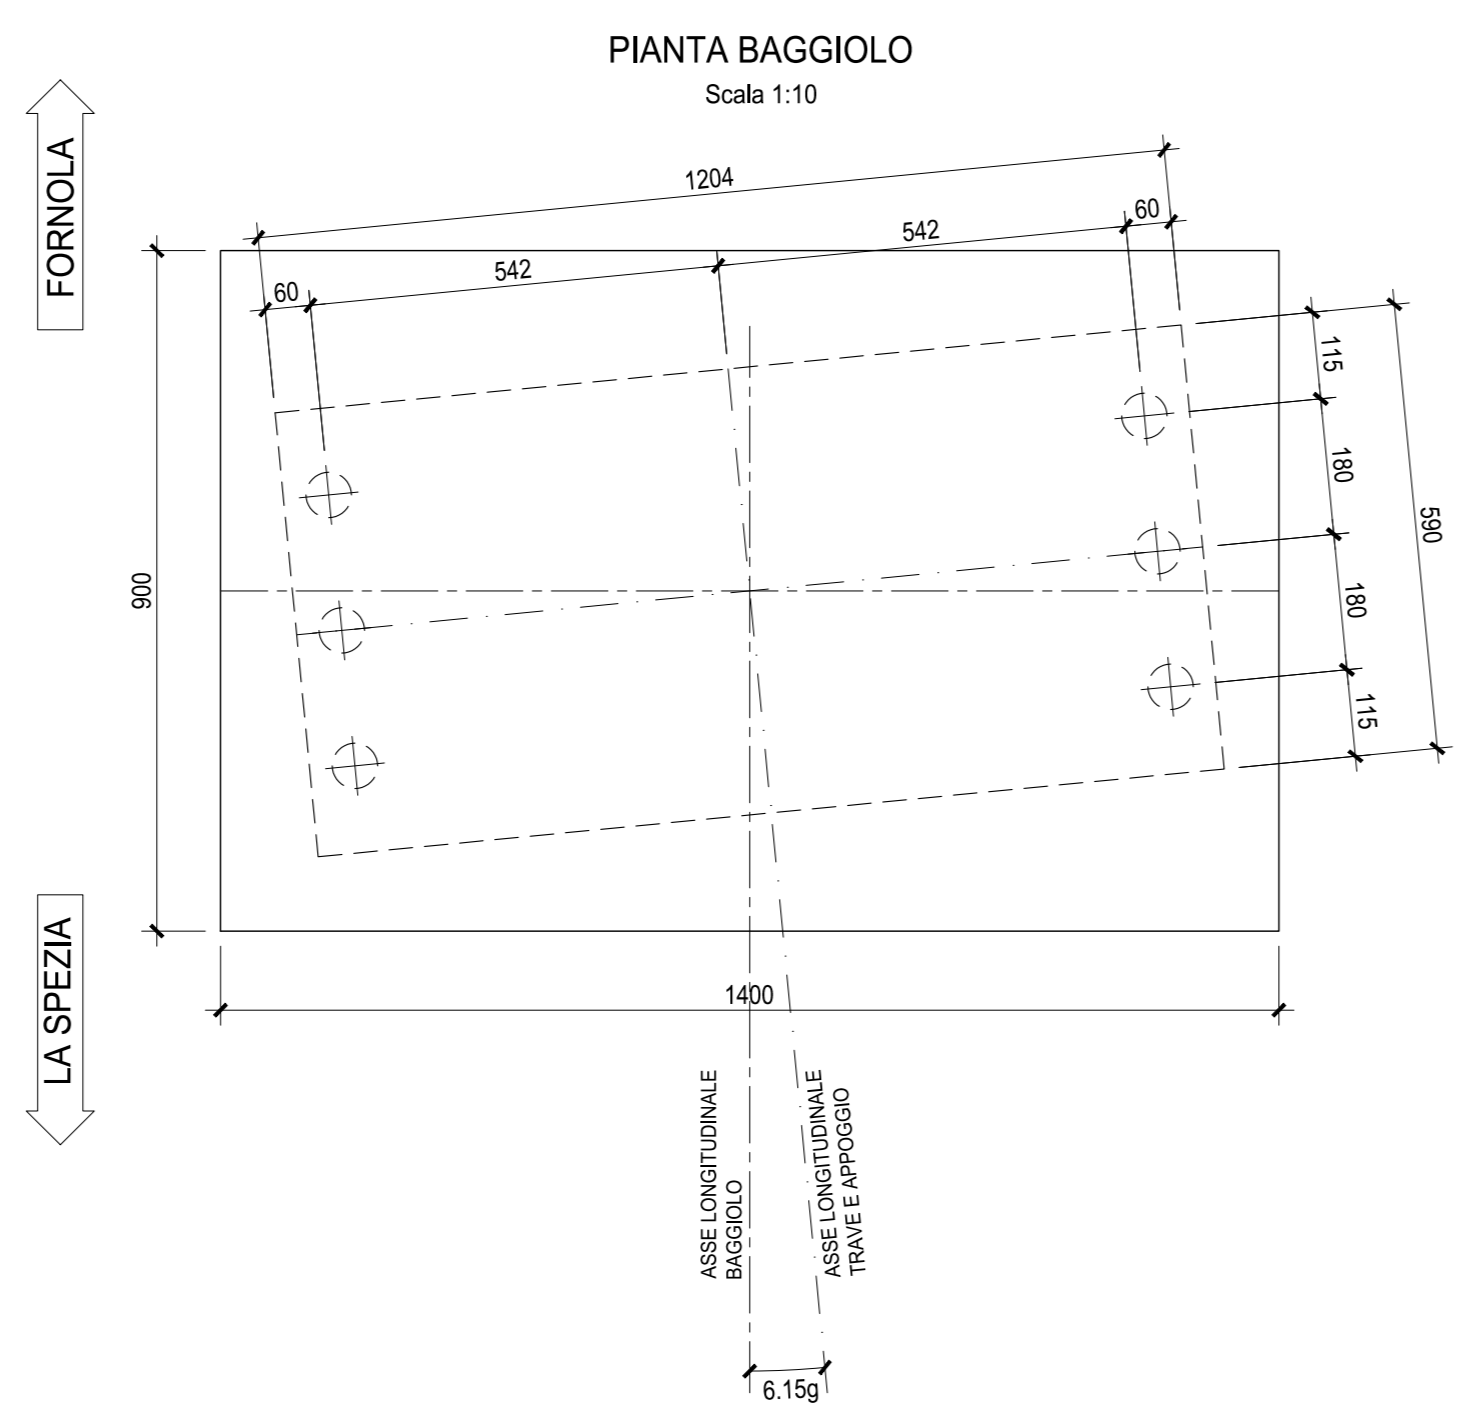 PIANTA BAGGIOLO
Scala 1:10
FORNOLA
1204
60
542
542
60
115
180
180
115
590
900
1400
LA SPEZIA
ASSE LONGITUDINALE
BAGGIOLO
ASSE LONGITUDINALE
TRAVE E APPOGGIO
6.15g